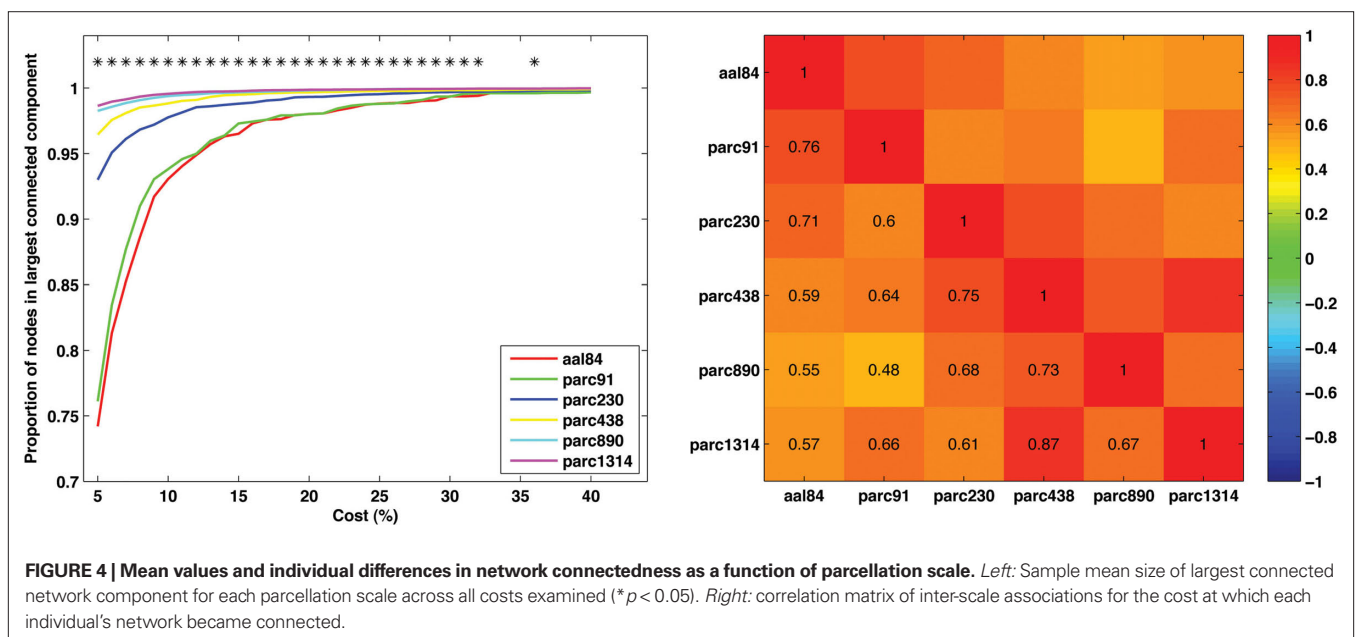 * * * * * * * * * * * * * * * * * * * * * * * * * * * * *
1
0.95
0.9
0.85
0.8
0.75
0.7
Proportion of nodes in largest connected component
5 10 15 20 25 30 35 40
Cost (%)
aal84
parc91
parc230
parc438
parc890
parc1314
aal84 1
parc91 0.76 1
parc230 0.71 0.6 1
parc438 0.59 0.64 0.75 1
parc890 0.55 0.48 0.68 0.73 1
parc1314 0.57 0.66 0.61 0.87 0.67 1
aal84 parc91 parc230 parc438 parc890 parc1314
1
0.8
0.6
0.4
0.2
0
−0.2
−0.4
−0.6
−0.8
−1
FIGURE 4 | Mean values and individual differences in network connectedness as a function of parcellation scale. Left: Sample mean size of largest connected
network component for each parcellation scale across all costs examined (*p < 0.05). Right: correlation matrix of inter-scale associations for the cost at which each
individual's network became connected.